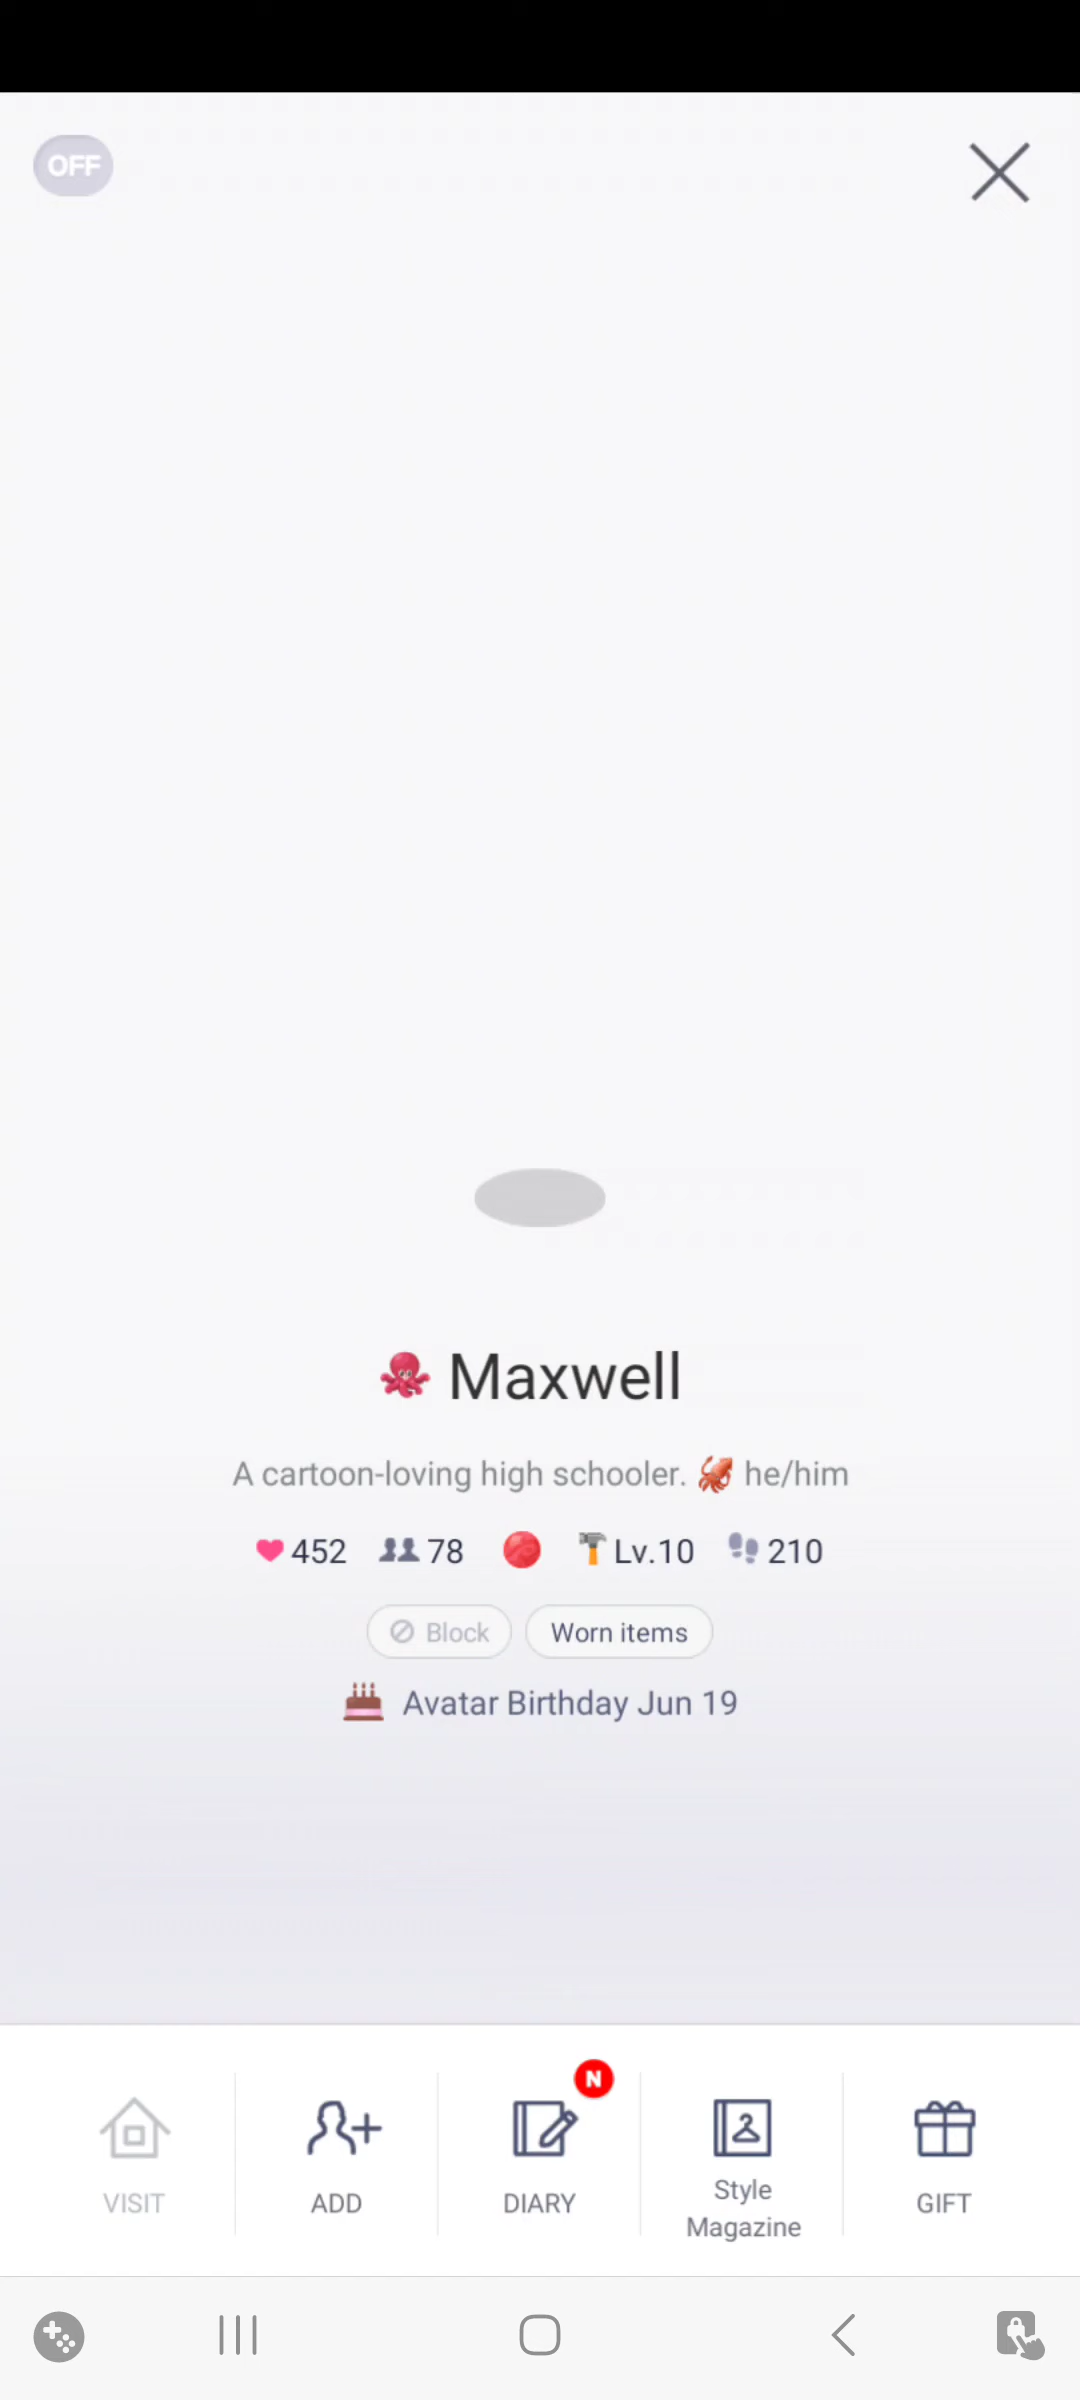 OFF
🐙 Maxwell
A cartoon-loving high schooler. 🦑 he/him
452 78 Lv.10 210
Block Worn items
Avatar Birthday Jun 19
N
VISIT ADD DIARY Style Magazine GIFT